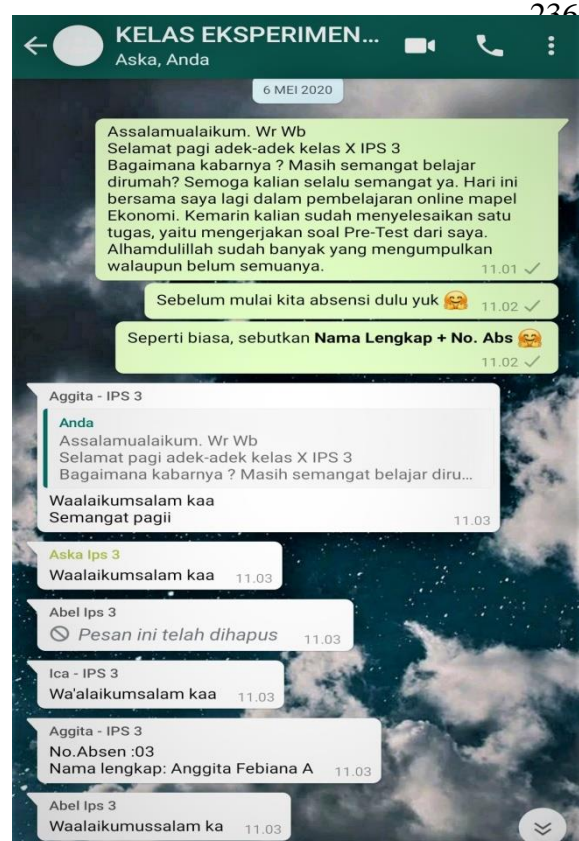 236
KELAS EKSPERIMEN...
Aska, Anda
6 MEI 2020
Assalamualaikum. Wr Wb
Selamat pagi adek-adek kelas X IPS 3
Bagaimana kabarnya ? Masih semangat belajar
dirumah? Semoga kalian selalu semangat ya. Hari ini
bersama saya lagi dalam pembelajaran online mapel
Ekonomi. Kemarin kalian sudah menyelesaikan satu
tugas, yaitu mengerjakan soal Pre-Test dari saya.
Alhamdulillah sudah banyak yang mengumpulkan
walaupun belum semuanya.
11.01
Sebelum mulai kita absensi dulu yuk 🤗 11.02
Seperti biasa, sebutkan Nama Lengkap + No. Abs 🤗
11.02
Aggita - IPS 3
Anda
Assalamualaikum. Wr Wb
Selamat pagi adek-adek kelas X IPS 3
Bagaimana kabarnya ? Masih semangat belajar diru...
Waalaikumsalam kaa
Semangat pagii
11.03
Aska Ips 3
Waalaikumsalam kaa 11.03
Abel Ips 3
Pesan ini telah dihapus 11.03
Ica - IPS 3
Wa'alaikumsalam kaa 11.03
Aggita - IPS 3
No.Absen :03
Nama lengkap: Anggita Febiana A 11.03
Abel Ips 3
Waalaikumussalam ka 11.03